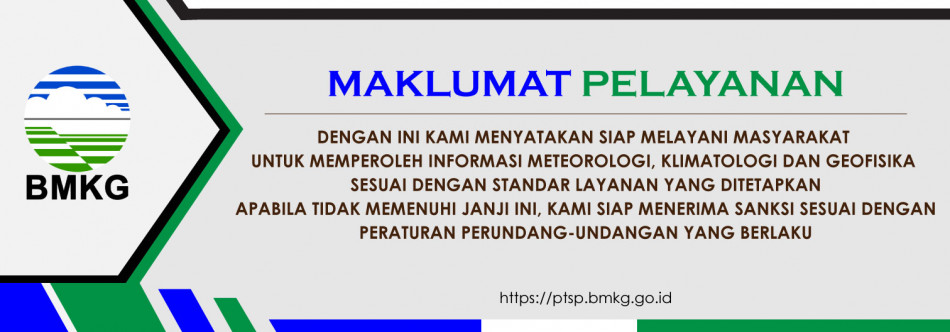 MAKLUMAT PELAYANAN
DENGAN INI KAMI MENYATAKAN SIAP MELAYANI MASYARAKAT
UNTUK MEMPEROLEH INFORMASI METEOROLOGI, KLIMATOLOGI DAN GEOFISIKA
SESUAI DENGAN STANDAR LAYANAN YANG DITETAPKAN
APABILA TIDAK MEMENUHI JANJI INI, KAMI SIAP MENERIMA SANKSI SESUAI DENGAN
PERATURAN PERUNDANG-UNDANGAN YANG BERLAKU
BMKG
https://ptsp.bmkg.go.id